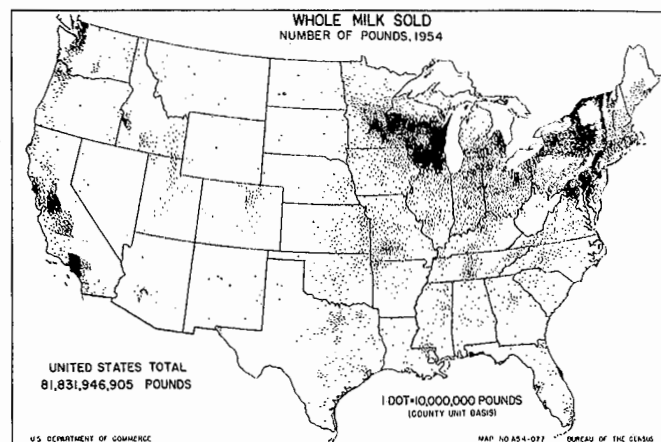 WHOLE MILK SOLD
NUMBER OF POUNDS, 1954
UNITED STATES TOTAL
81,831,946,905 POUNDS
1 DOT=10,000,000 POUNDS
(COUNTY UNIT BASIS)
U.S. DEPARTMENT OF COMMERCE
MAP NO. A54-077
BUREAU OF THE CENSUS